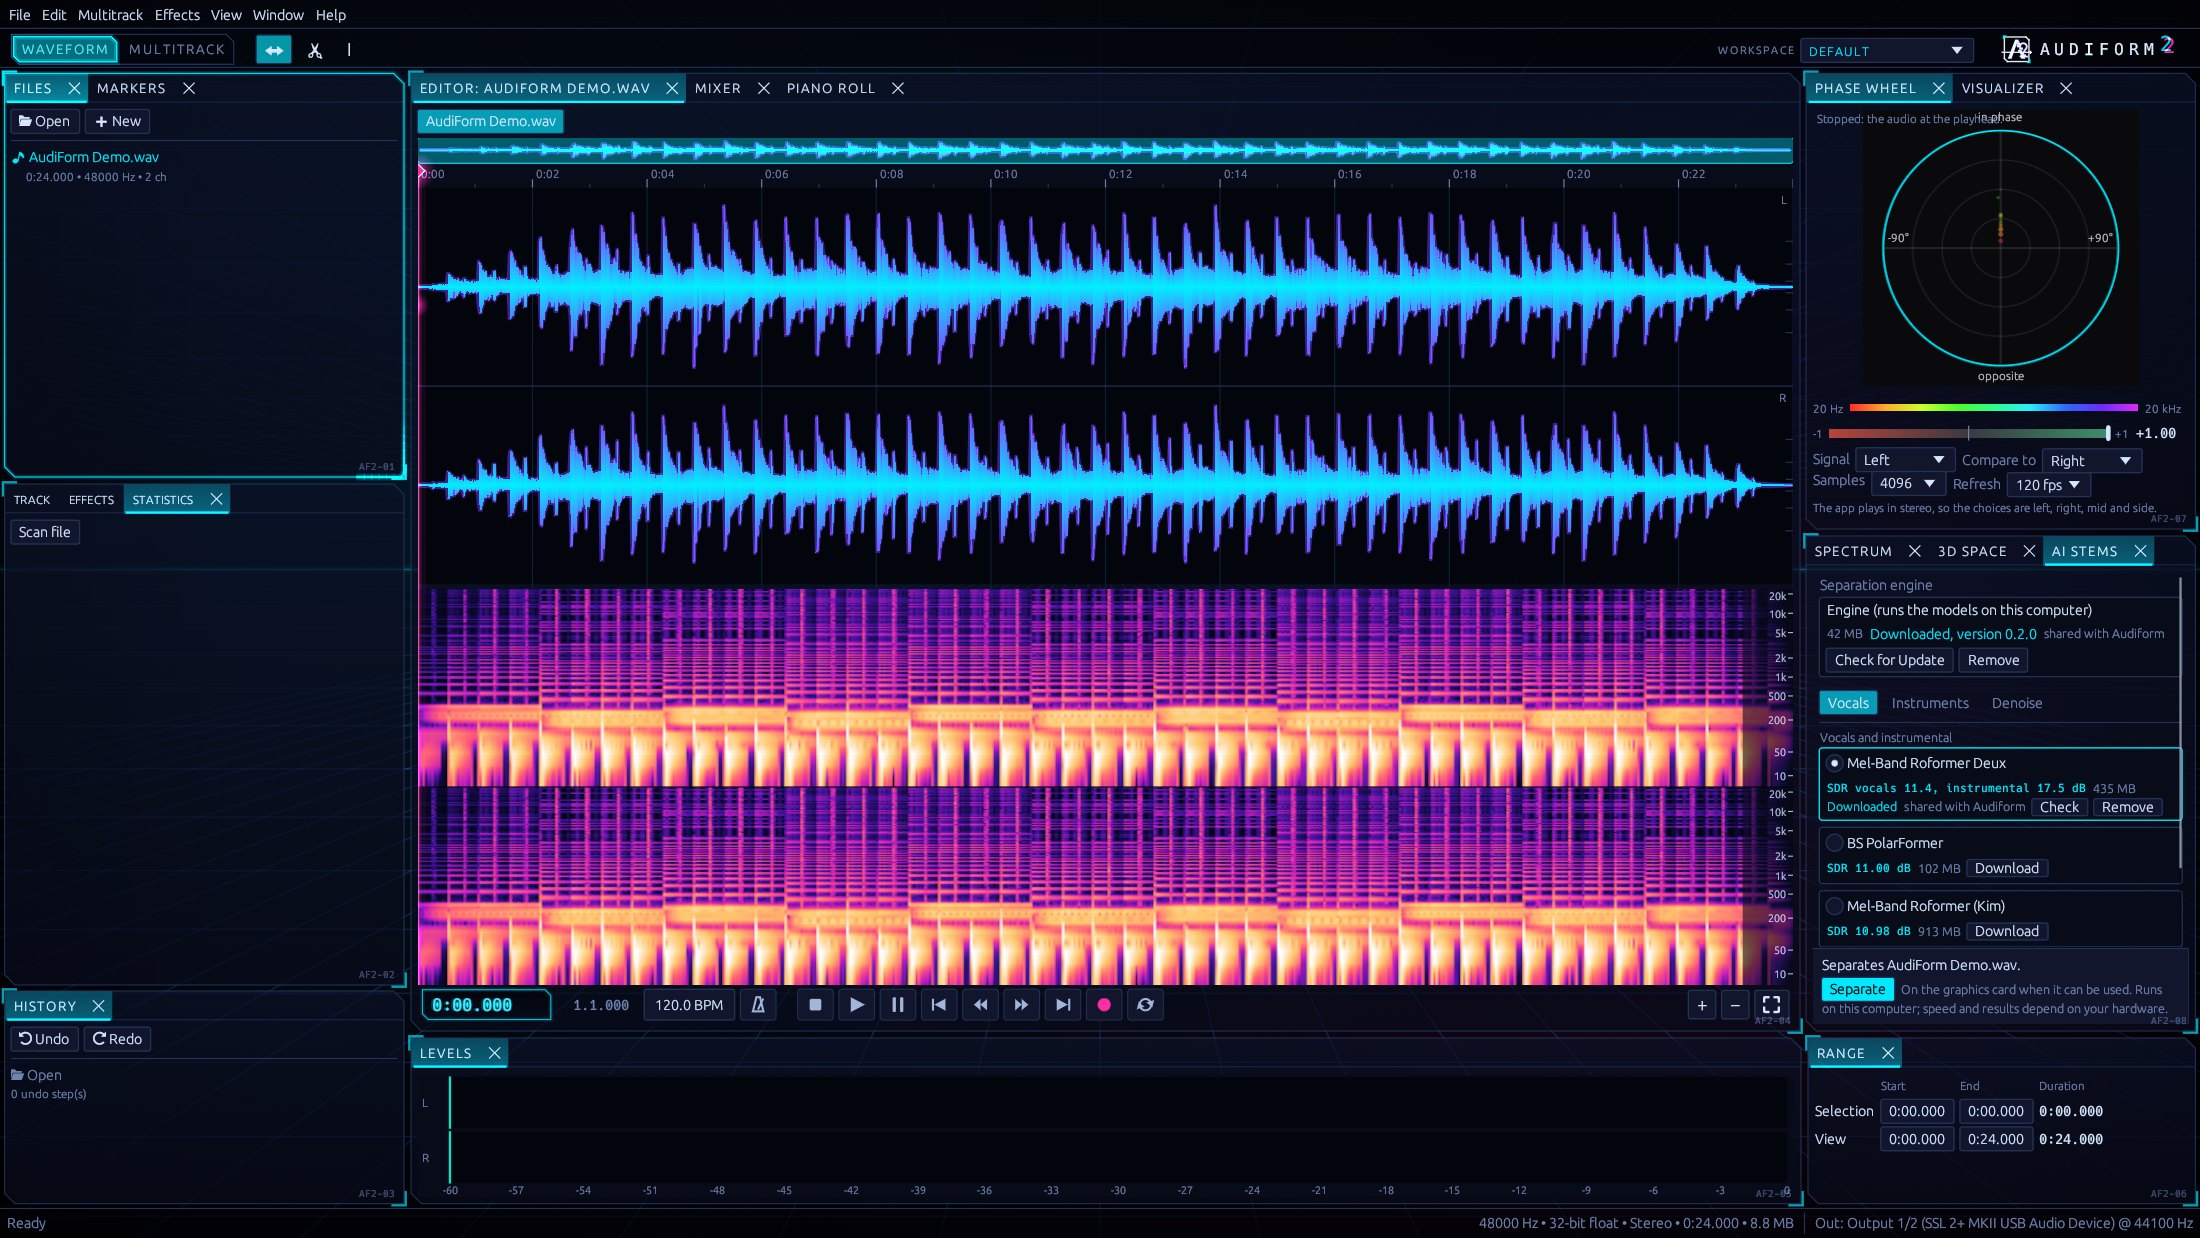 File Edit Multitrack Effects View Window Help
WAVEFORM MULTITRACK
WORKSPACE DEFAULT
AUDIFORM 2
FILES MARKERS
Open New
AudiForm Demo.wav
0:24.000 • 48000 Hz • 2 ch
AF2-01
TRACK EFFECTS STATISTICS
Scan file
AF2-02
HISTORY
Undo Redo
Open
0 undo step(s)
AF2-03
EDITOR: AUDIFORM DEMO.WAV MIXER PIANO ROLL
AudiForm Demo.wav
0:00 0:02 0:04 0:06 0:08 0:10 0:12 0:14 0:16 0:18 0:20 0:22
L
R
20k
10k
5k
2k
1k
500
200
50
10
20k
10k
5k
2k
1k
500
200
50
10
0:00.000 1.1.000 120.0 BPM
AF2-04
LEVELS
L
R
-60 -57 -54 -51 -48 -45 -42 -39 -36 -33 -30 -27 -24 -21 -18 -15 -12 -9 -6 -3 0
PHASE WHEEL VISUALIZER
Stopped: the audio at the playhead.
in phase
-90° +90°
opposite
20 Hz 20 kHz
-1 +1 +1.00
Signal Left Compare to Right
Samples 4096 Refresh 120 fps
The app plays in stereo, so the choices are left, right, mid and side.
AF2-07
SPECTRUM 3D SPACE AI STEMS
Separation engine
Engine (runs the models on this computer)
42 MB Downloaded, version 0.2.0 shared with Audiform
Check for Update Remove
Vocals Instruments Denoise
Vocals and instrumental
Mel-Band Roformer Deux
SDR vocals 11.4, instrumental 17.5 dB 435 MB
Downloaded shared with Audiform Check Remove
BS PolarFormer
SDR 11.00 dB 102 MB Download
Mel-Band Roformer (Kim)
SDR 10.98 dB 913 MB Download
Separates AudiForm Demo.wav.
Separate On the graphics card when it can be used. Runs
on this computer; speed and results depend on your hardware.
AF2-08
RANGE
Start End Duration
Selection 0:00.000 0:00.000 0:00.000
View 0:00.000 0:24.000 0:24.000
AF2-06
Ready
48000 Hz • 32-bit float • Stereo • 0:24.000 • 8.8 MB
Out: Output 1/2 (SSL 2+ MKII USB Audio Device) @ 44100 Hz